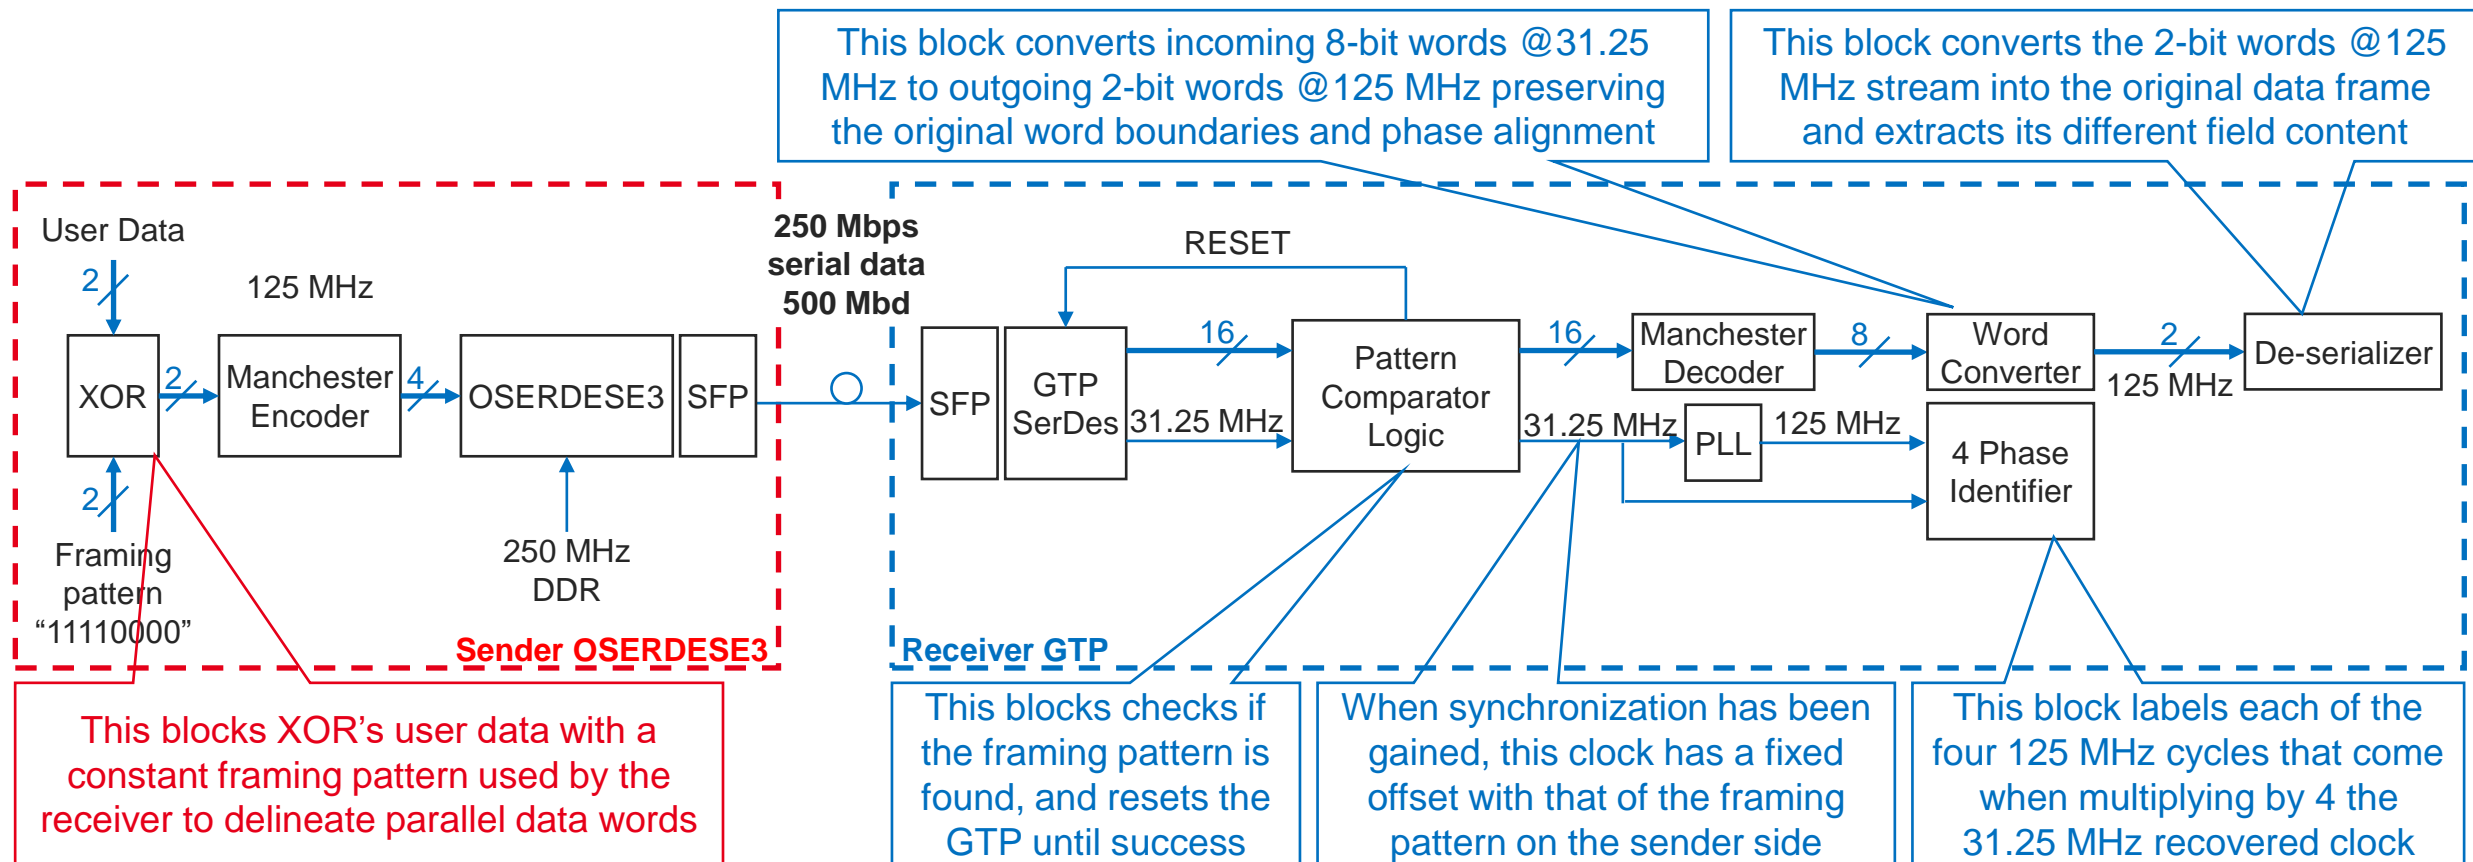 This block converts incoming 8-bit words @31.25
MHz to outgoing 2-bit words @125 MHz preserving
the original word boundaries and phase alignment
This block converts the 2-bit words @125
MHz stream into the original data frame
and extracts its different field content
User Data
2
125 MHz
XOR
2
Manchester
Encoder
4
OSERDESE3
SFP
2
Framing
pattern
“11110000”
250 MHz
DDR
Sender OSERDESE3
250 Mbps
serial data
500 Mbd
RESET
SFP
GTP
SerDes
16
31.25 MHz
Pattern
Comparator
Logic
16
Manchester
Decoder
8
Word
Converter
2
125 MHz
De-serializer
31.25 MHz
PLL
125 MHz
4 Phase
Identifier
Receiver GTP
This blocks XOR’s user data with a
constant framing pattern used by the
receiver to delineate parallel data words
This blocks checks if
the framing pattern is
found, and resets the
GTP until success
When synchronization has been
gained, this clock has a fixed
offset with that of the framing
pattern on the sender side
This block labels each of the
four 125 MHz cycles that come
when multiplying by 4 the
31.25 MHz recovered clock